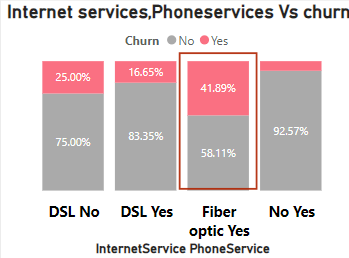 Internet services,Phoneservices Vs churn
Churn No Yes
25.00% 16.65% 41.89%
75.00% 83.35% 58.11% 92.57%
DSL No DSL Yes Fiber optic Yes No Yes
InternetService PhoneService